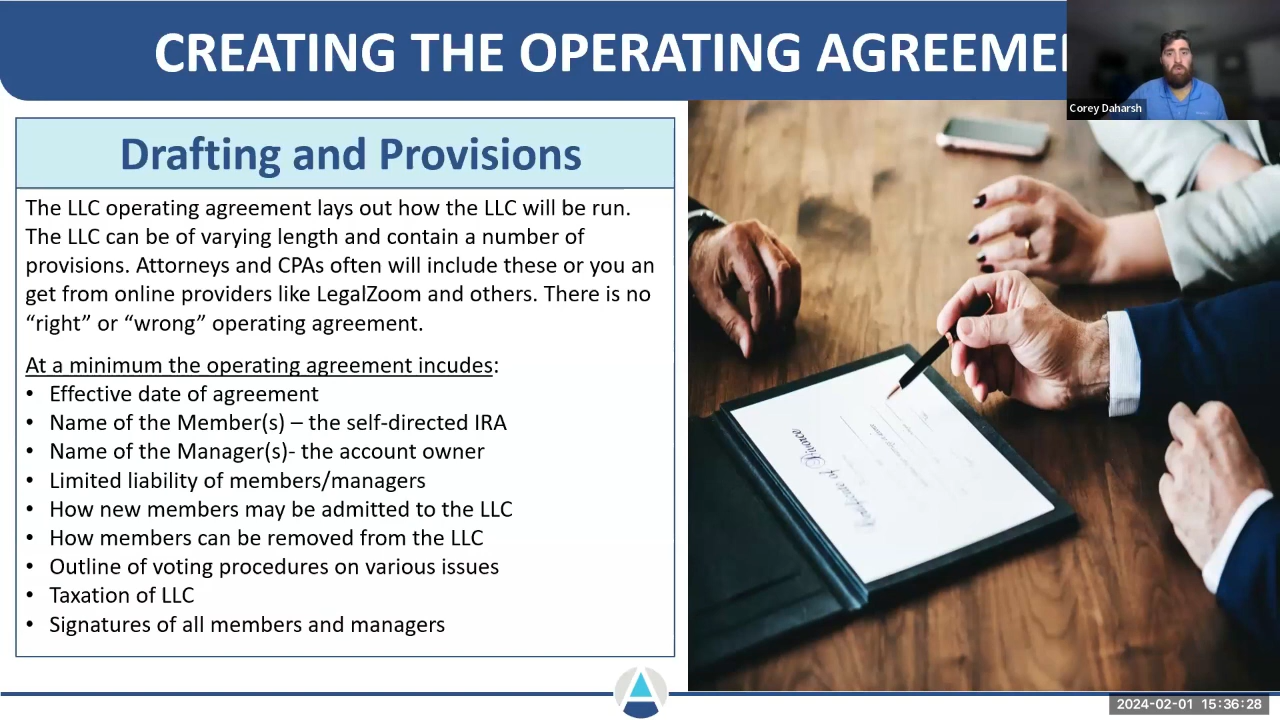 CREATING THE OPERATING AGREEME
Corey Daharsh
Drafting and Provisions
The LLC operating agreement lays out how the LLC will be run.
The LLC can be of varying length and contain a number of
provisions. Attorneys and CPAs often will include these or you an
get from online providers like LegalZoom and others. There is no
“right” or “wrong” operating agreement.
At a minimum the operating agreement incudes:
• Effective date of agreement
• Name of the Member(s) – the self-directed IRA
• Name of the Manager(s)- the account owner
• Limited liability of members/managers
• How new members may be admitted to the LLC
• How members can be removed from the LLC
• Outline of voting procedures on various issues
• Taxation of LLC
• Signatures of all members and managers
Certificate of Divorce
2024-02-01 15:36:28